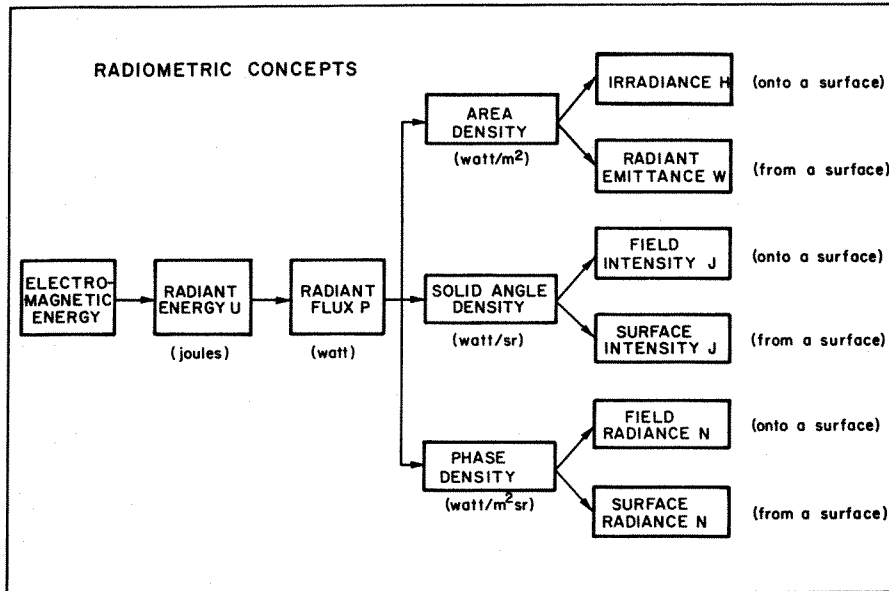 RADIOMETRIC CONCEPTS
ELECTRO-
MAGNETIC
ENERGY
RADIANT
ENERGY U
(joules)
RADIANT
FLUX P
(watt)
AREA
DENSITY
(watt/m²)
IRRADIANCE H
(onto a surface)
RADIANT
EMITTANCE W
(from a surface)
SOLID ANGLE
DENSITY
(watt/sr)
FIELD
INTENSITY J
(onto a surface)
SURFACE
INTENSITY J
(from a surface)
PHASE
DENSITY
(watt/m²sr)
FIELD
RADIANCE N
(onto a surface)
SURFACE
RADIANCE N
(from a surface)